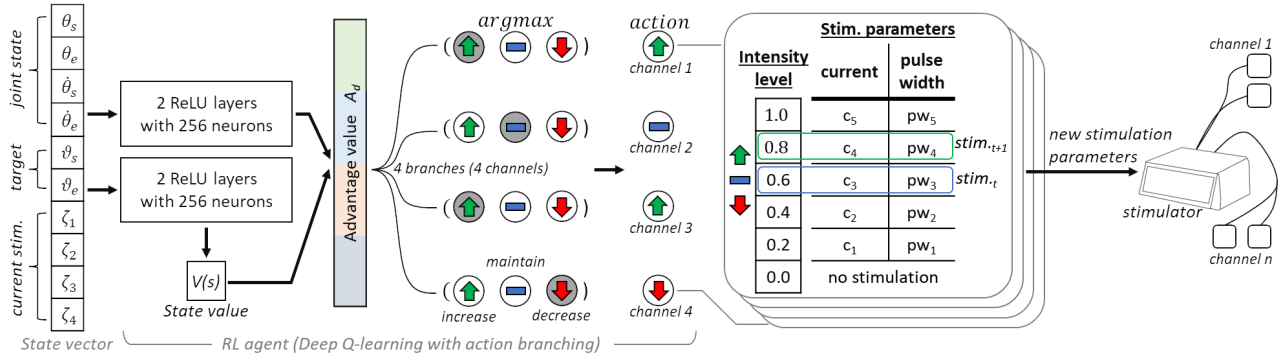 joint state
target
current stim.
θₛ
θₑ
θ̇ₛ
θ̇ₑ
ϑₛ
ϑₑ
ζ₁
ζ₂
ζ₃
ζ₄
State vector
2 ReLU layers
with 256 neurons
2 ReLU layers
with 256 neurons
V(s)
State value
Advantage value A_d
argmax
( )
( )
4 branches (4 channels)
( )
maintain
( )
increase
decrease
RL agent (Deep Q-learning with action branching)
action
channel 1
channel 2
channel 3
channel 4
Stim. parameters
Intensity
level
current
pulse
width
1.0 c₅ pw₅
0.8 c₄ pw₄ stim.ₜ₊₁
0.6 c₃ pw₃ stim.ₜ
0.4 c₂ pw₂
0.2 c₁ pw₁
0.0 no stimulation
new stimulation
parameters
stimulator
channel 1
channel n